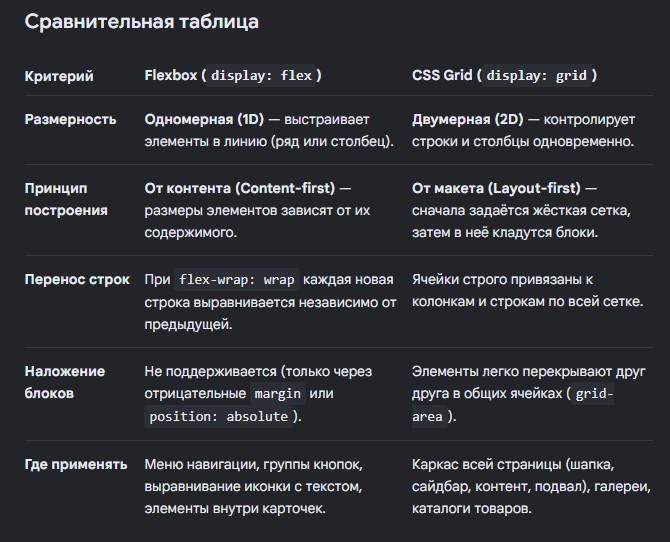 Сравнительная таблица
Критерий Flexbox ( display: flex ) CSS Grid ( display: grid )
Размерность Одномерная (1D) — выстраивает элементы в линию (ряд или столбец). Двумерная (2D) — контролирует строки и столбцы одновременно.
Принцип построения От контента (Content-first) — размеры элементов зависят от их содержимого. От макета (Layout-first) — сначала задаётся жёсткая сетка, затем в неё кладутся блоки.
Перенос строк При flex-wrap: wrap каждая новая строка выравнивается независимо от предыдущей. Ячейки строго привязаны к колонкам и строкам по всей сетке.
Наложение блоков Не поддерживается (только через отрицательные margin или position: absolute ). Элементы легко перекрывают друг друга в общих ячейках ( grid-area ).
Где применять Меню навигации, группы кнопок, выравнивание иконки с текстом, элементы внутри карточек. Каркас всей страницы (шапка, сайдбар, контент, подвал), галереи, каталоги товаров.